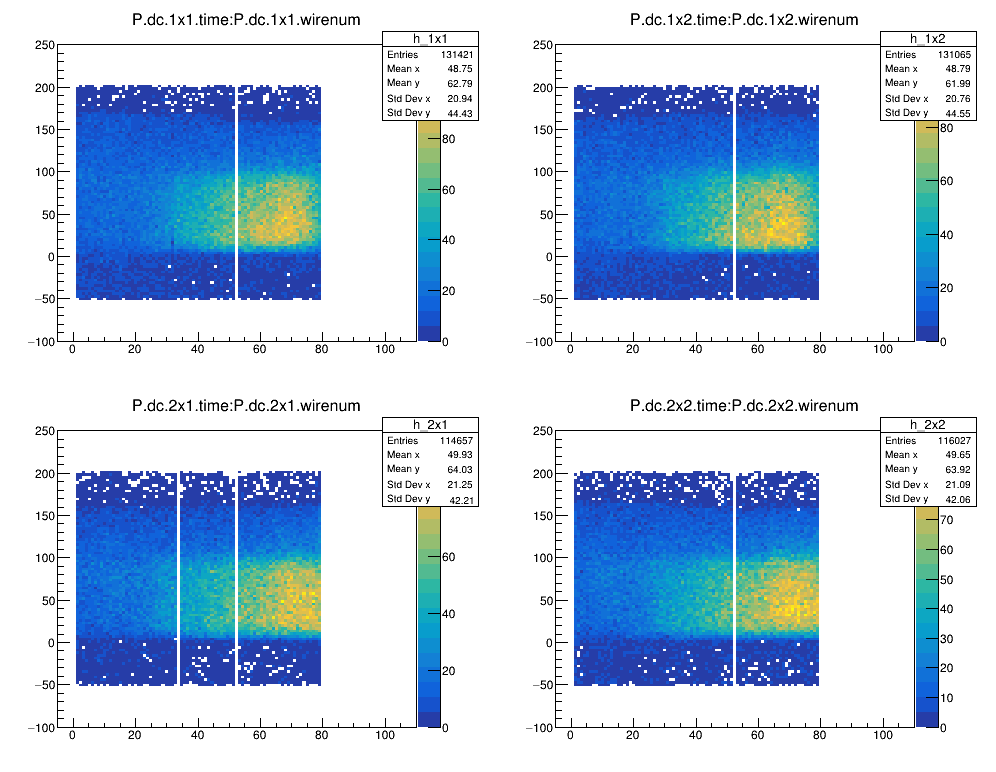 P.dc.1x1.time:P.dc.1x1.wirenum
h_1x1
Entries 131421
Mean x 48.75
Mean y 62.79
Std Dev x 20.94
Std Dev y 44.43
250
200
150
100
50
0
−50
−100
0 20 40 60 80 100
80
60
40
20
0
P.dc.1x2.time:P.dc.1x2.wirenum
h_1x2
Entries 131065
Mean x 48.79
Mean y 61.99
Std Dev x 20.76
Std Dev y 44.55
250
200
150
100
50
0
−50
−100
0 20 40 60 80 100
80
60
40
20
0
P.dc.2x1.time:P.dc.2x1.wirenum
h_2x1
Entries 114657
Mean x 49.93
Mean y 64.03
Std Dev x 21.25
Std Dev y 42.21
250
200
150
100
50
0
−50
−100
0 20 40 60 80 100
60
40
20
0
P.dc.2x2.time:P.dc.2x2.wirenum
h_2x2
Entries 116027
Mean x 49.65
Mean y 63.92
Std Dev x 21.09
Std Dev y 42.06
250
200
150
100
50
0
−50
−100
0 20 40 60 80 100
70
60
50
40
30
20
10
0